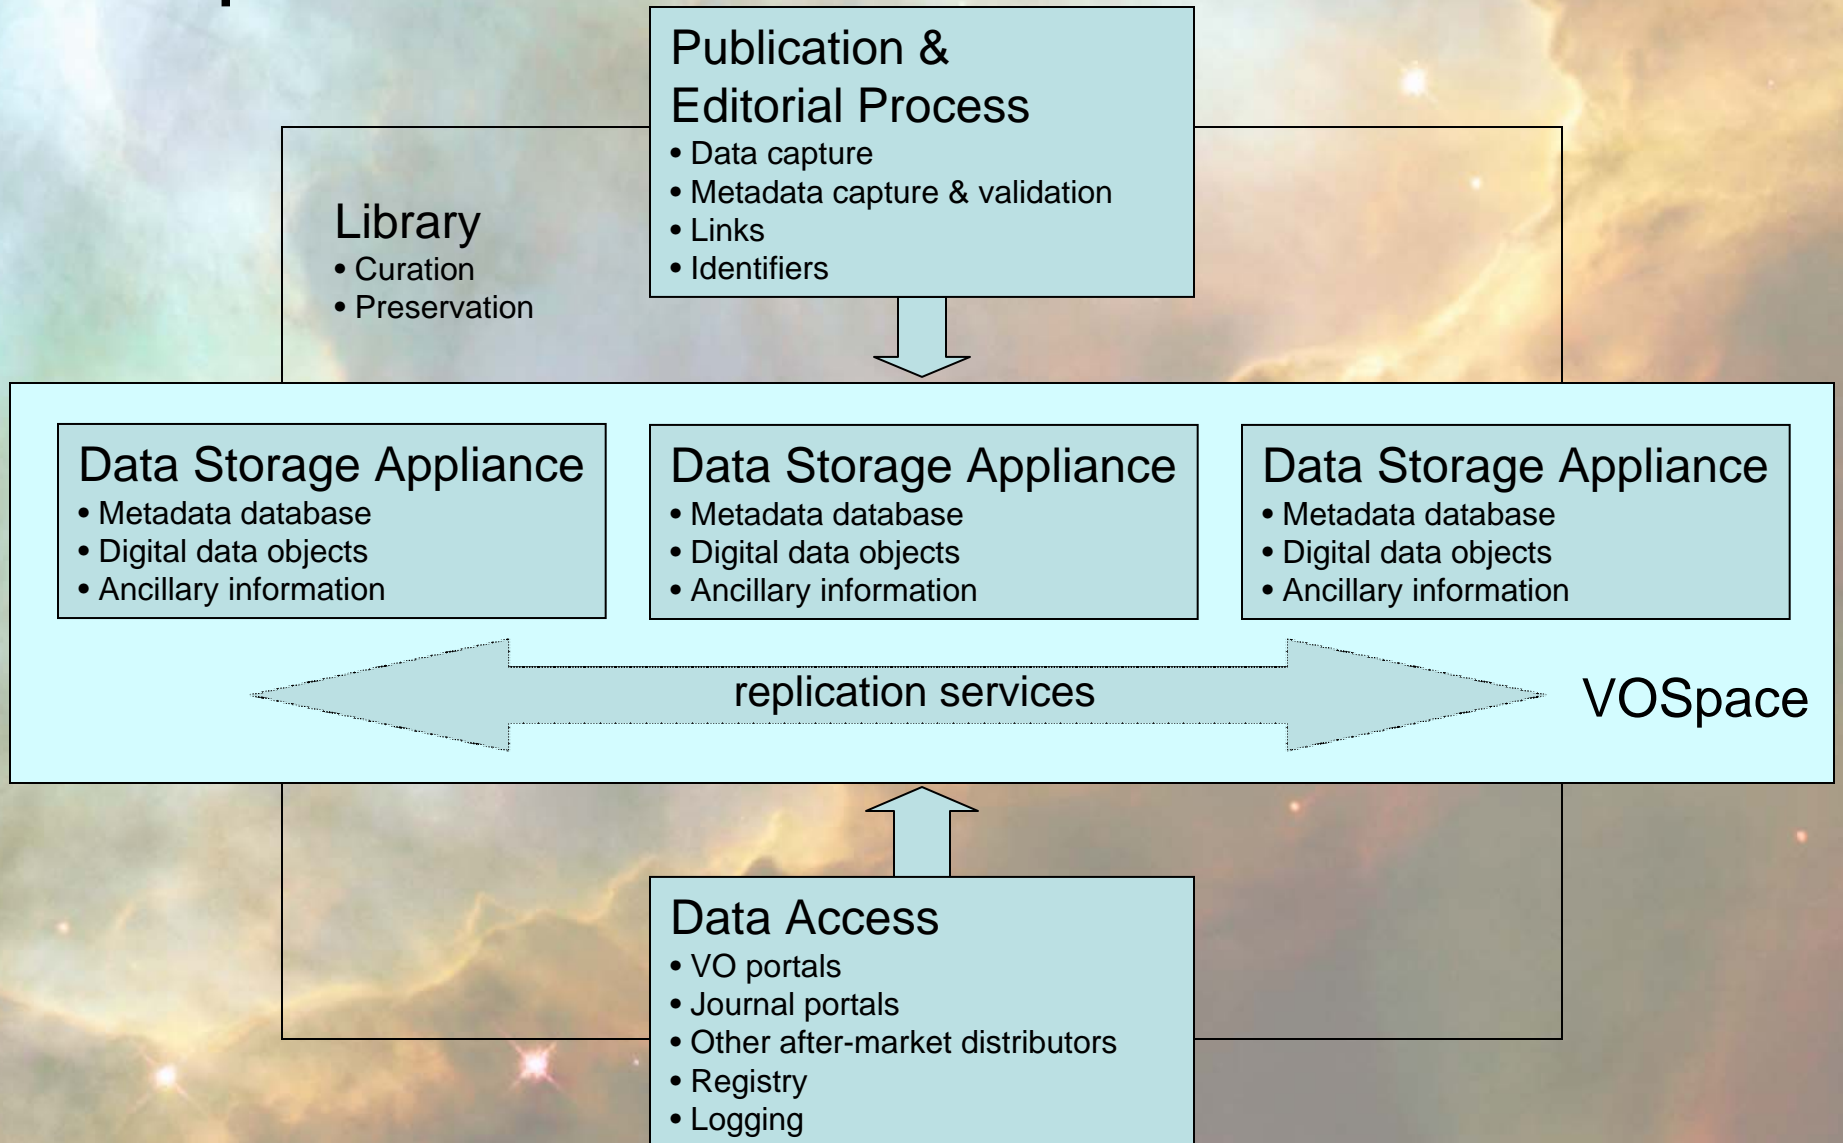 Publication &
Editorial Process
• Data capture
• Metadata capture & validation
• Links
• Identifiers
Library
• Curation
• Preservation
Data Storage Appliance
• Metadata database
• Digital data objects
• Ancillary information
Data Storage Appliance
• Metadata database
• Digital data objects
• Ancillary information
Data Storage Appliance
• Metadata database
• Digital data objects
• Ancillary information
replication services
VOSpace
Data Access
• VO portals
• Journal portals
• Other after-market distributors
• Registry
• Logging